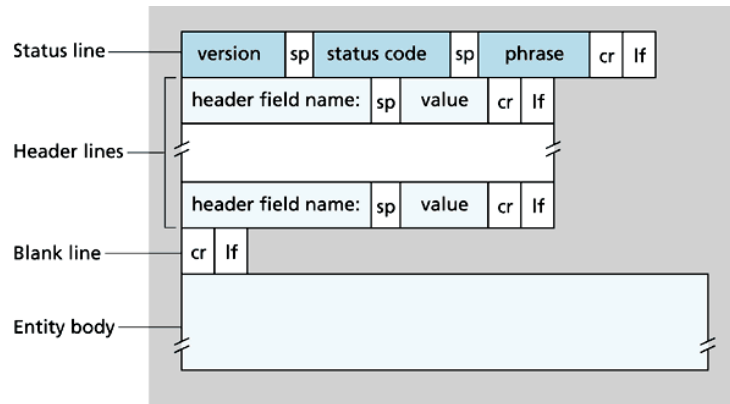 Status line version sp status code sp phrase cr lf
header field name: sp value cr lf
Header lines
header field name: sp value cr lf
Blank line cr lf
Entity body